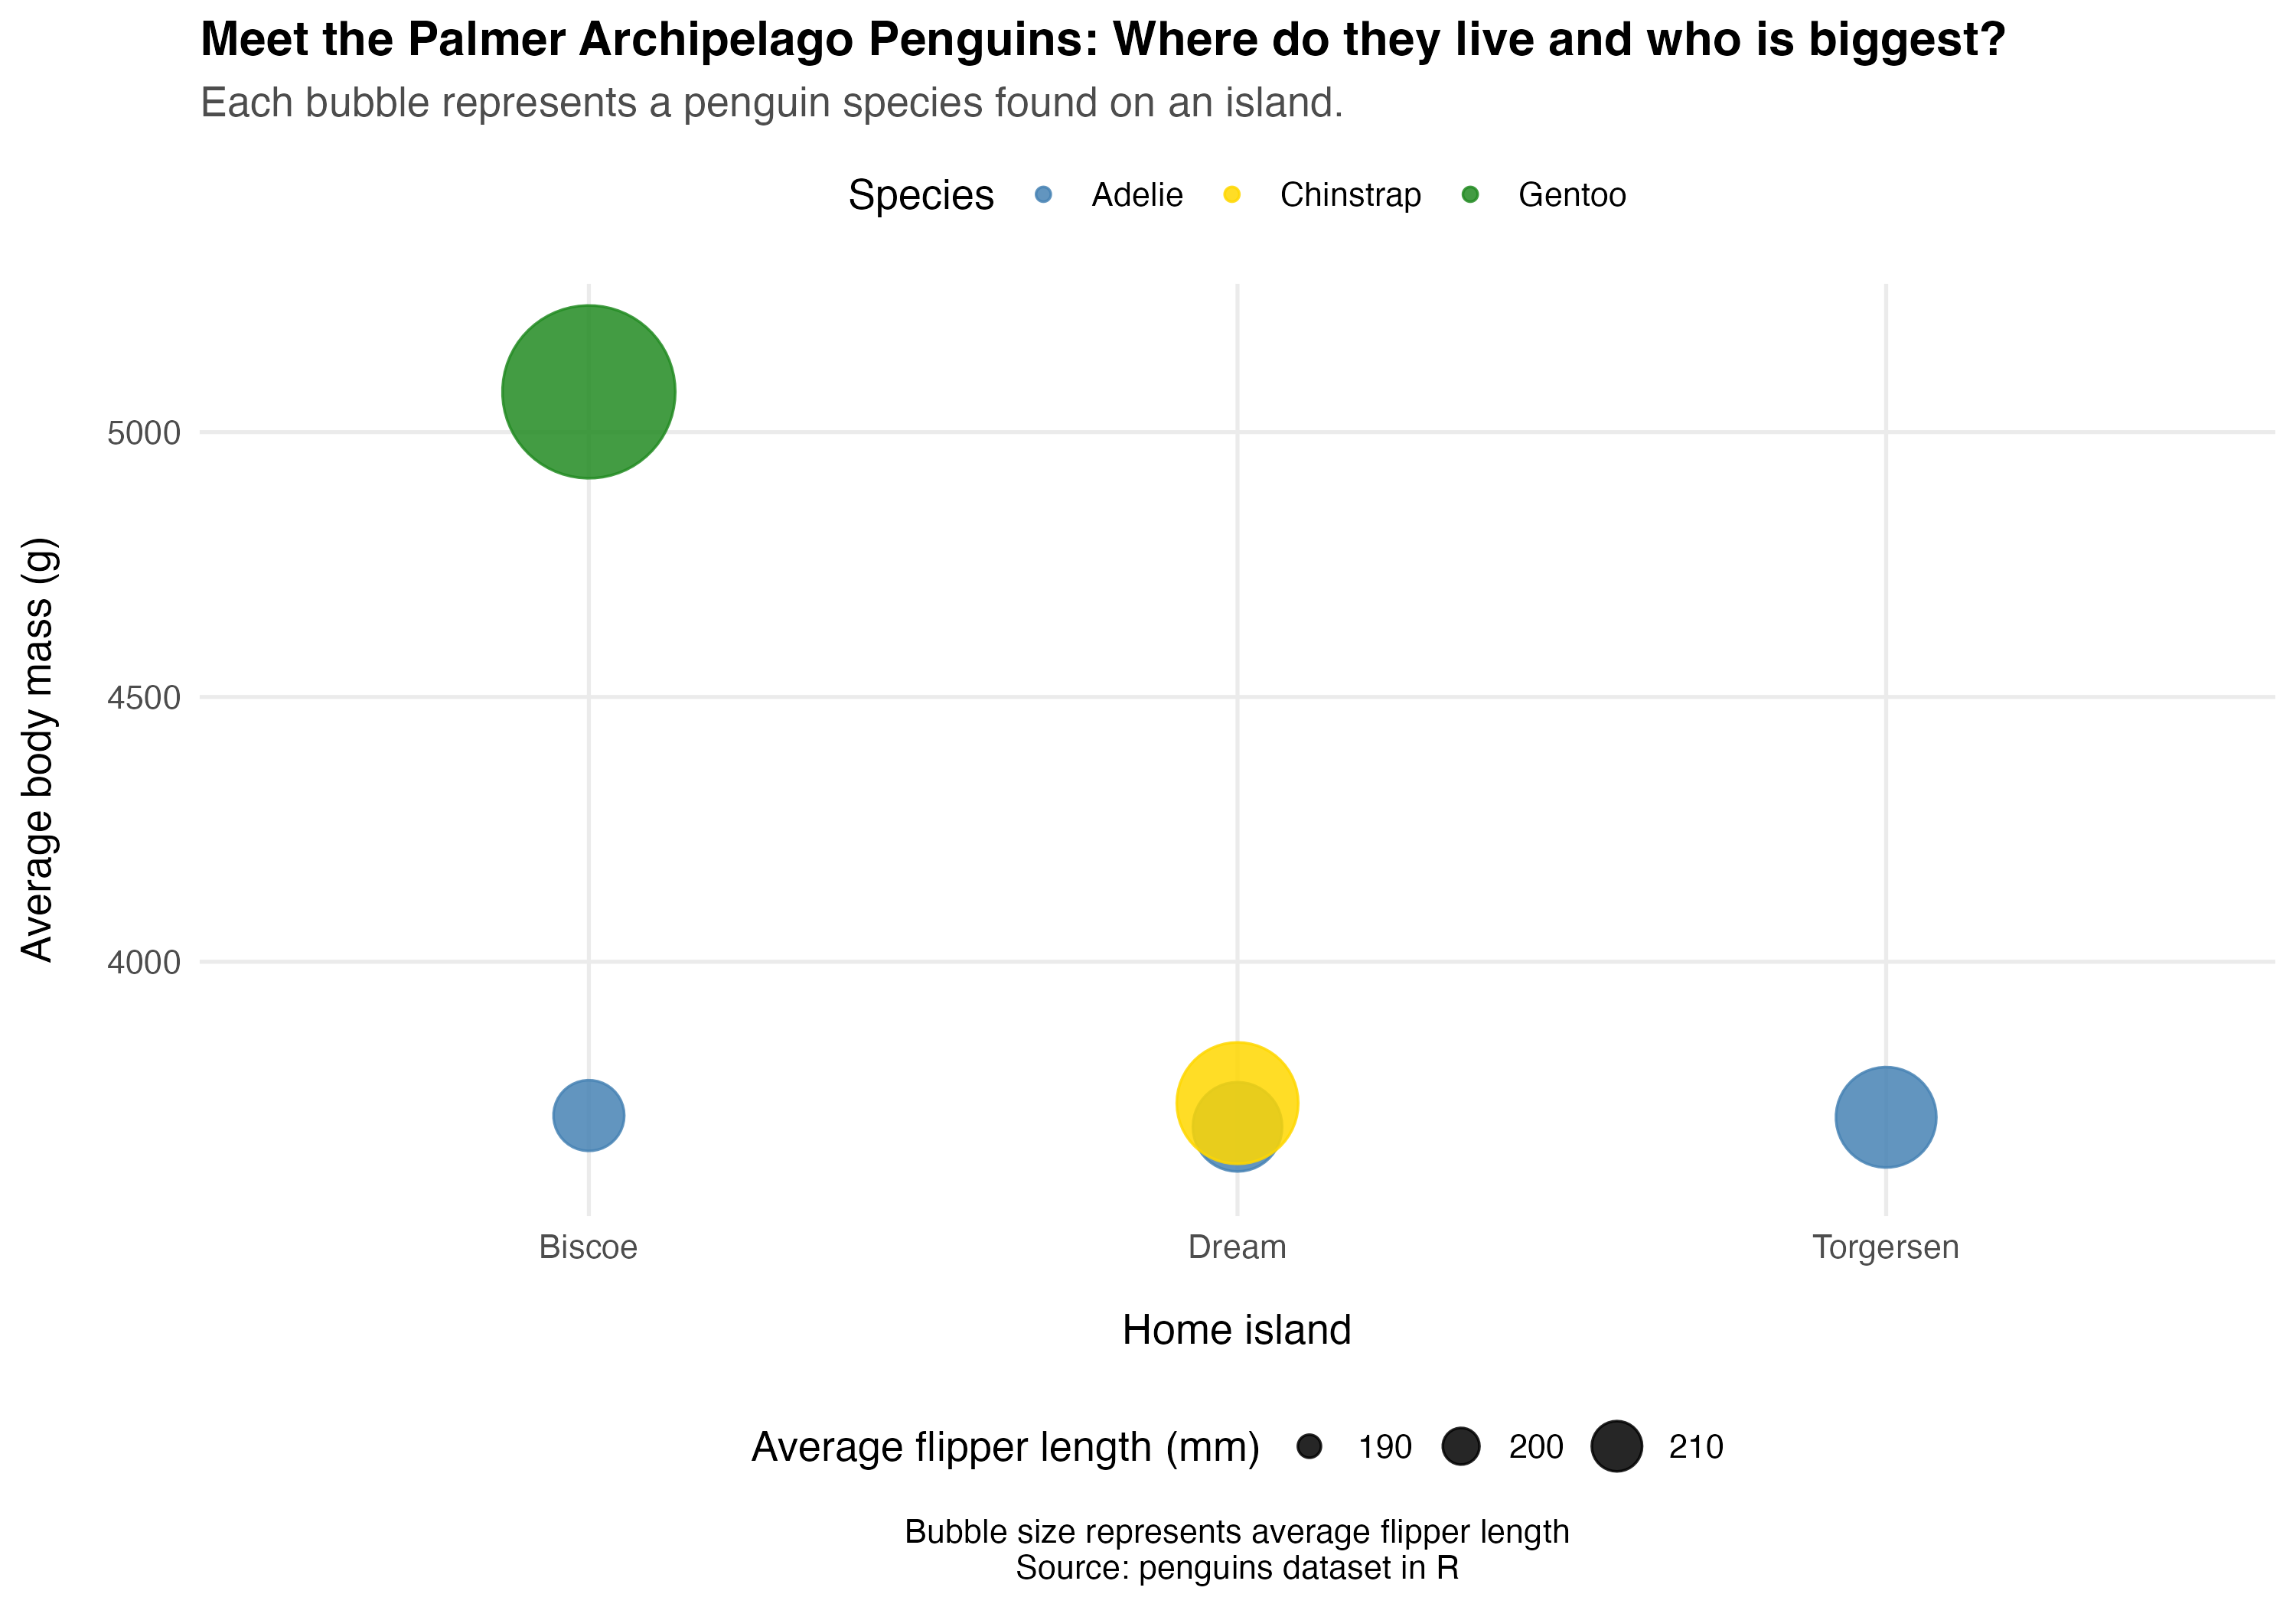 Meet the Palmer Archipelago Penguins: Where do they live and who is biggest?
Each bubble represents a penguin species found on an island.
Species Adelie Chinstrap Gentoo
Average body mass (g)
5000
4500
4000
Biscoe Dream Torgersen
Home island
Average flipper length (mm) 190 200 210
Bubble size represents average flipper length
Source: penguins dataset in R